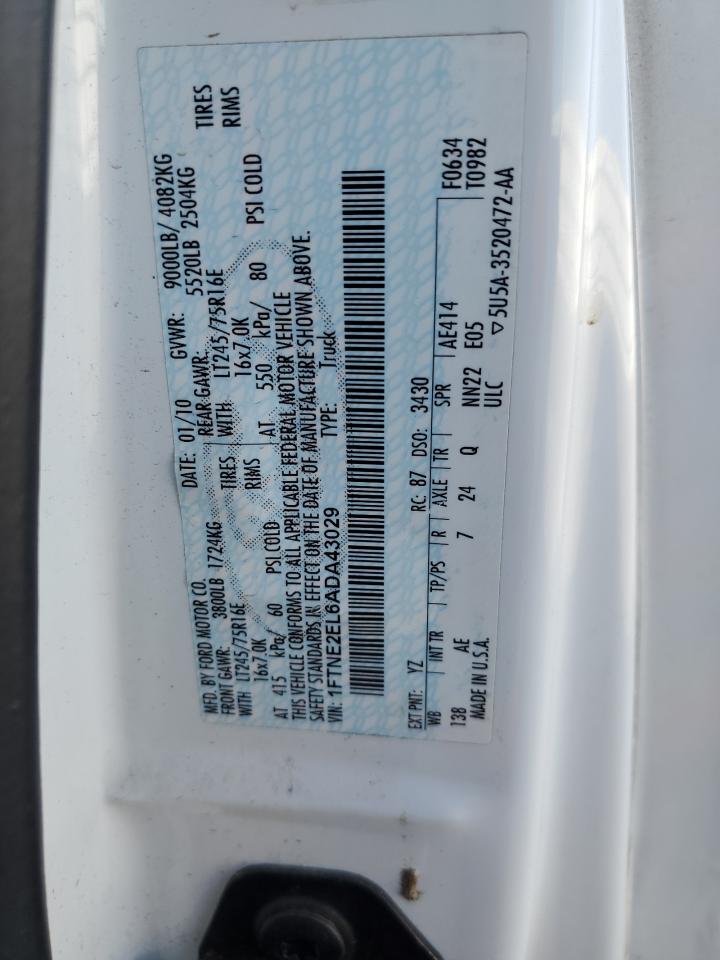 MFD. BY FORD MOTOR CO. DATE: 01/10 GVWR: 9000LB/ 4082KG
FRONT GAWR: 3800LB 1724KG REAR GAWR: 5520LB 2504KG
WITH LT245/75R16E TIRES WITH LT245/75R16E TIRES
16x7.0K RIMS 16x7.0K RIMS
AT 415 kPa/ 60 PSI COLD AT 550 kPa/ 80 PSI COLD
THIS VEHICLE CONFORMS TO ALL APPLICABLE FEDERAL MOTOR VEHICLE
SAFETY STANDARDS IN EFFECT ON THE DATE OF MANUFACTURE SHOWN ABOVE.
VIN: 1FTNE2EL6ADA43029 TYPE: Truck
EXT PNT: YZ RC: 87 DSO: 3430 F0634
WB INT TR TP/PS R AXLE TR SPR AE414 T0982
138 AE 7 24 Q NN22 E05
MADE IN U.S.A. ULC ▽5U5A-3520472-AA